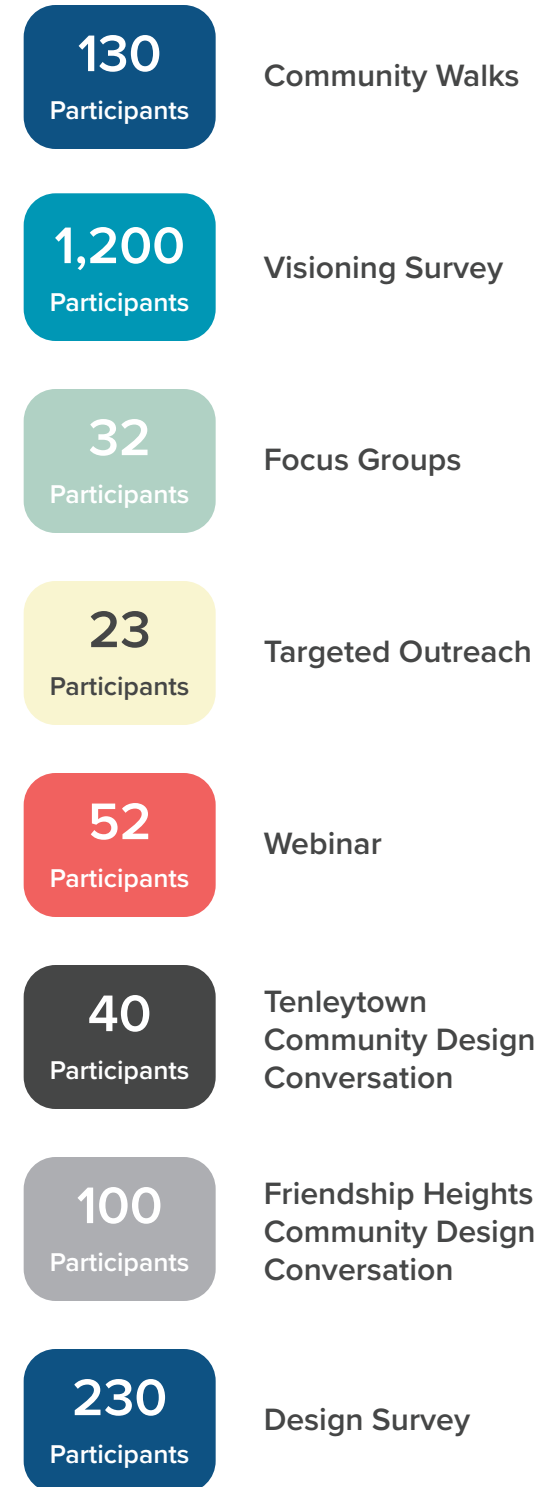 130
Participants
Community Walks
1,200
Participants
Visioning Survey
32
Participants
Focus Groups
23
Participants
Targeted Outreach
52
Participants
Webinar
40
Participants
Tenleytown
Community Design
Conversation
100
Participants
Friendship Heights
Community Design
Conversation
230
Participants
Design Survey